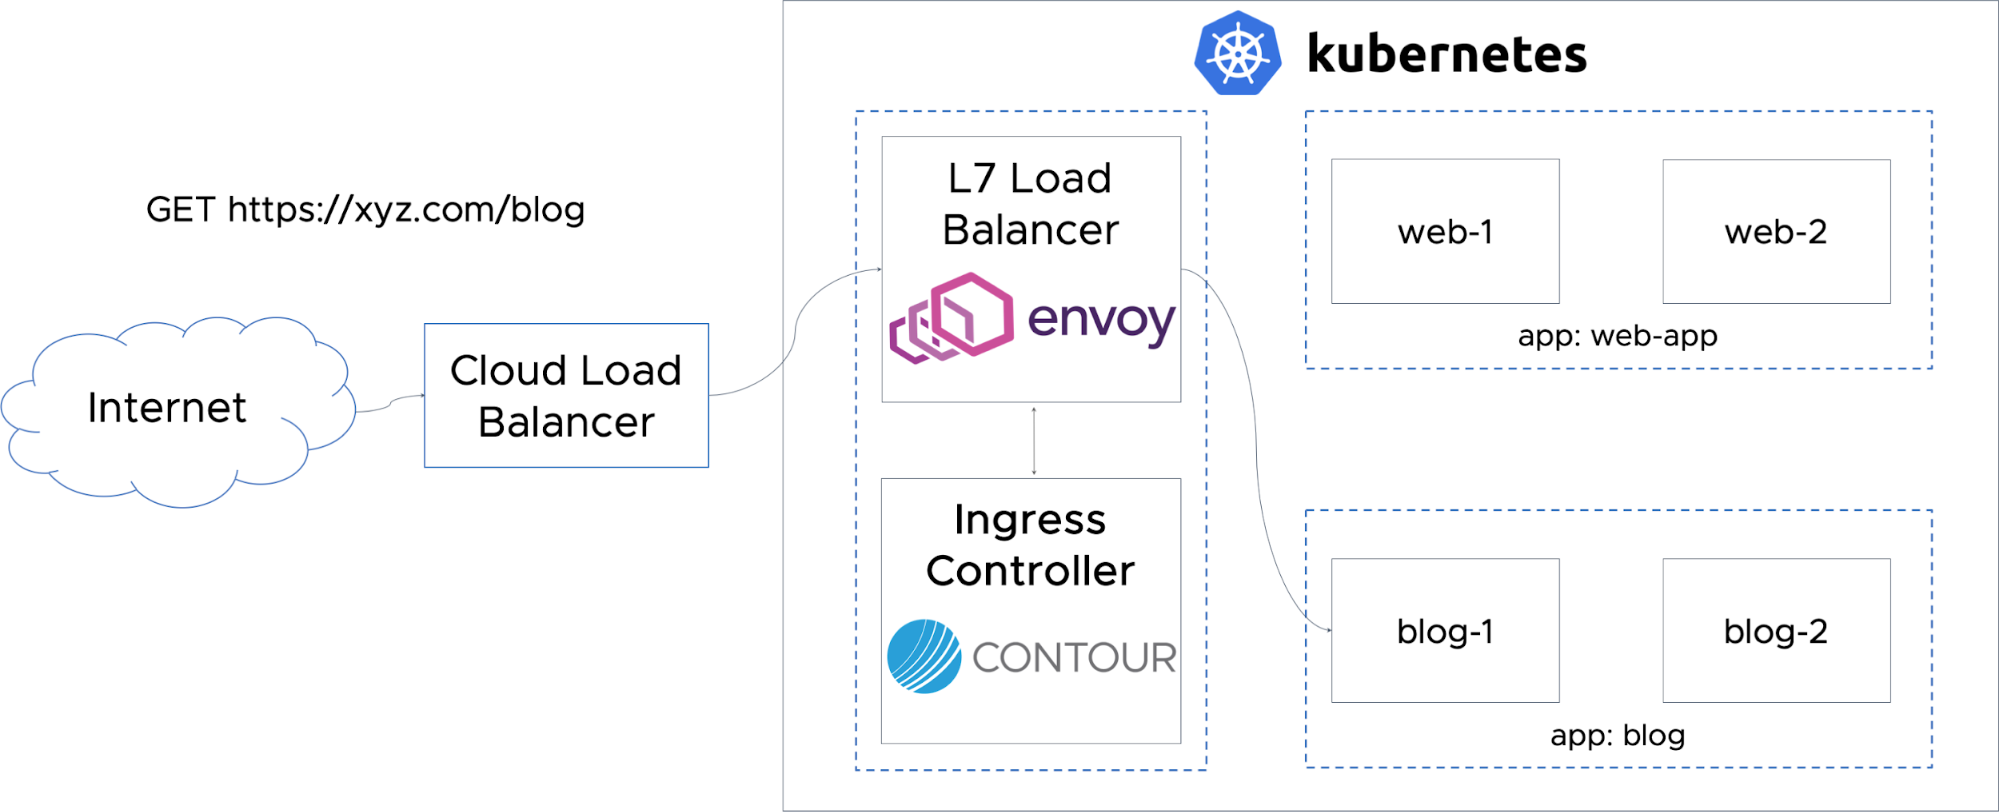 kubernetes
GET https://xyz.com/blog
Internet
Cloud Load
Balancer
L7 Load
Balancer
envoy
Ingress
Controller
CONTOUR
web-1
web-2
app: web-app
blog-1
blog-2
app: blog